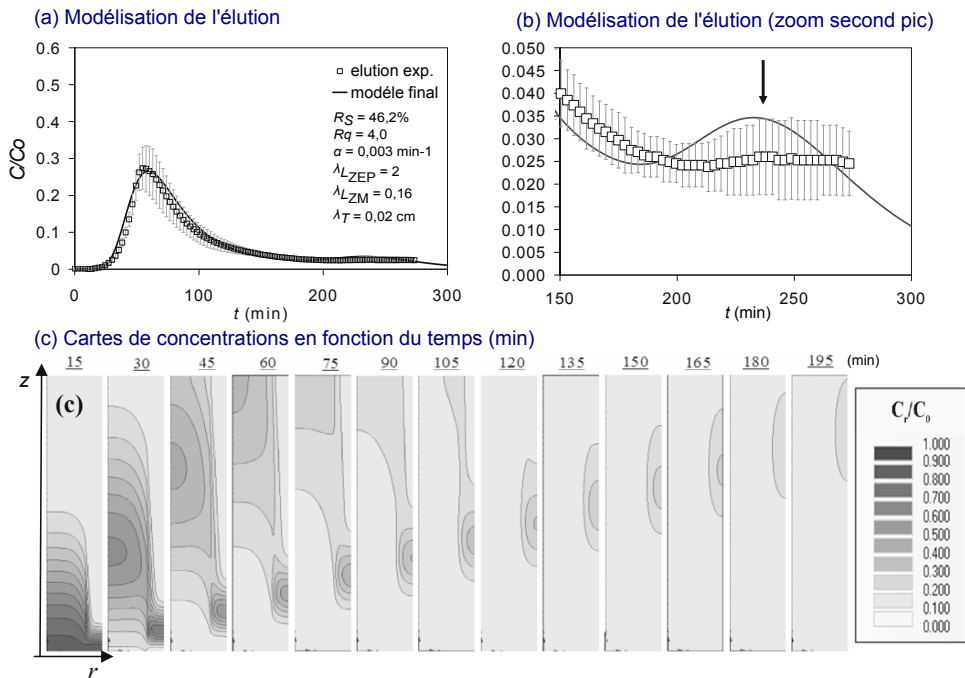 (a) Modélisation de l'élution
0.6
0.5
0.4
0.3
0.2
0.1
0
C/Co
0
100
200
300
t (min)
elution exp.
modéle final
RS = 46,2%
Rq = 4,0
α = 0,003 min-1
λLZEP = 2
λLZM = 0,16
λT = 0,02 cm
(b) Modélisation de l'élution (zoom second pic)
0.050
0.045
0.040
0.035
0.030
0.025
0.020
0.015
0.010
0.005
0.000
150
200
250
300
t (min)
(c) Cartes de concentrations en fonction du temps (min)
15 30 45 60 75 90 105 120 135 150 165 180 195 (min)
z
(c)
r
Cr/C0
1.000
0.900
0.800
0.700
0.600
0.500
0.400
0.300
0.200
0.100
0.000